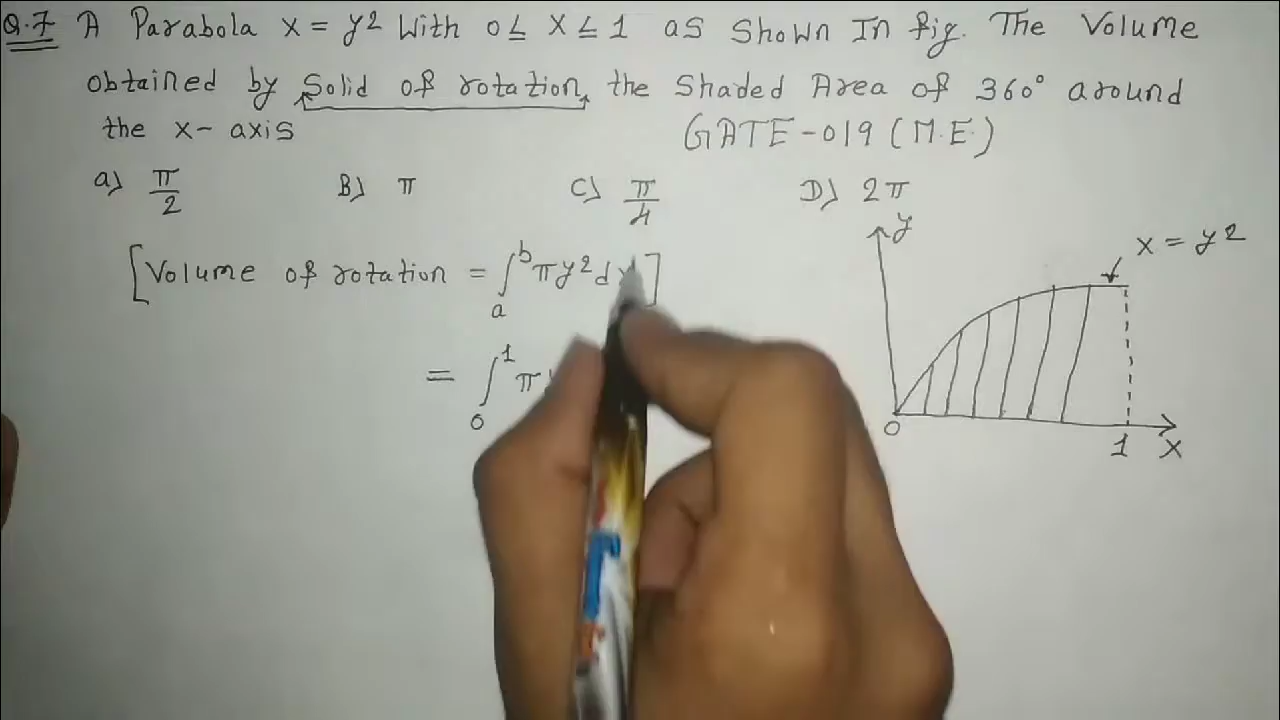 Q.7 A Parabola x = y2 With 0 ≤ X ≤ 1 as Shown In fig. The Volume
obtained by Solid of rotation, the Shaded Area of 360° around
the x- axis GATE-019 (M.E.)
a) π/2 B) π C) π/4 D) 2π
[Volume of rotation = ∫ₐᵇ πy2 d ]
= ∫₀¹ π
y
x = y2
0 1 X